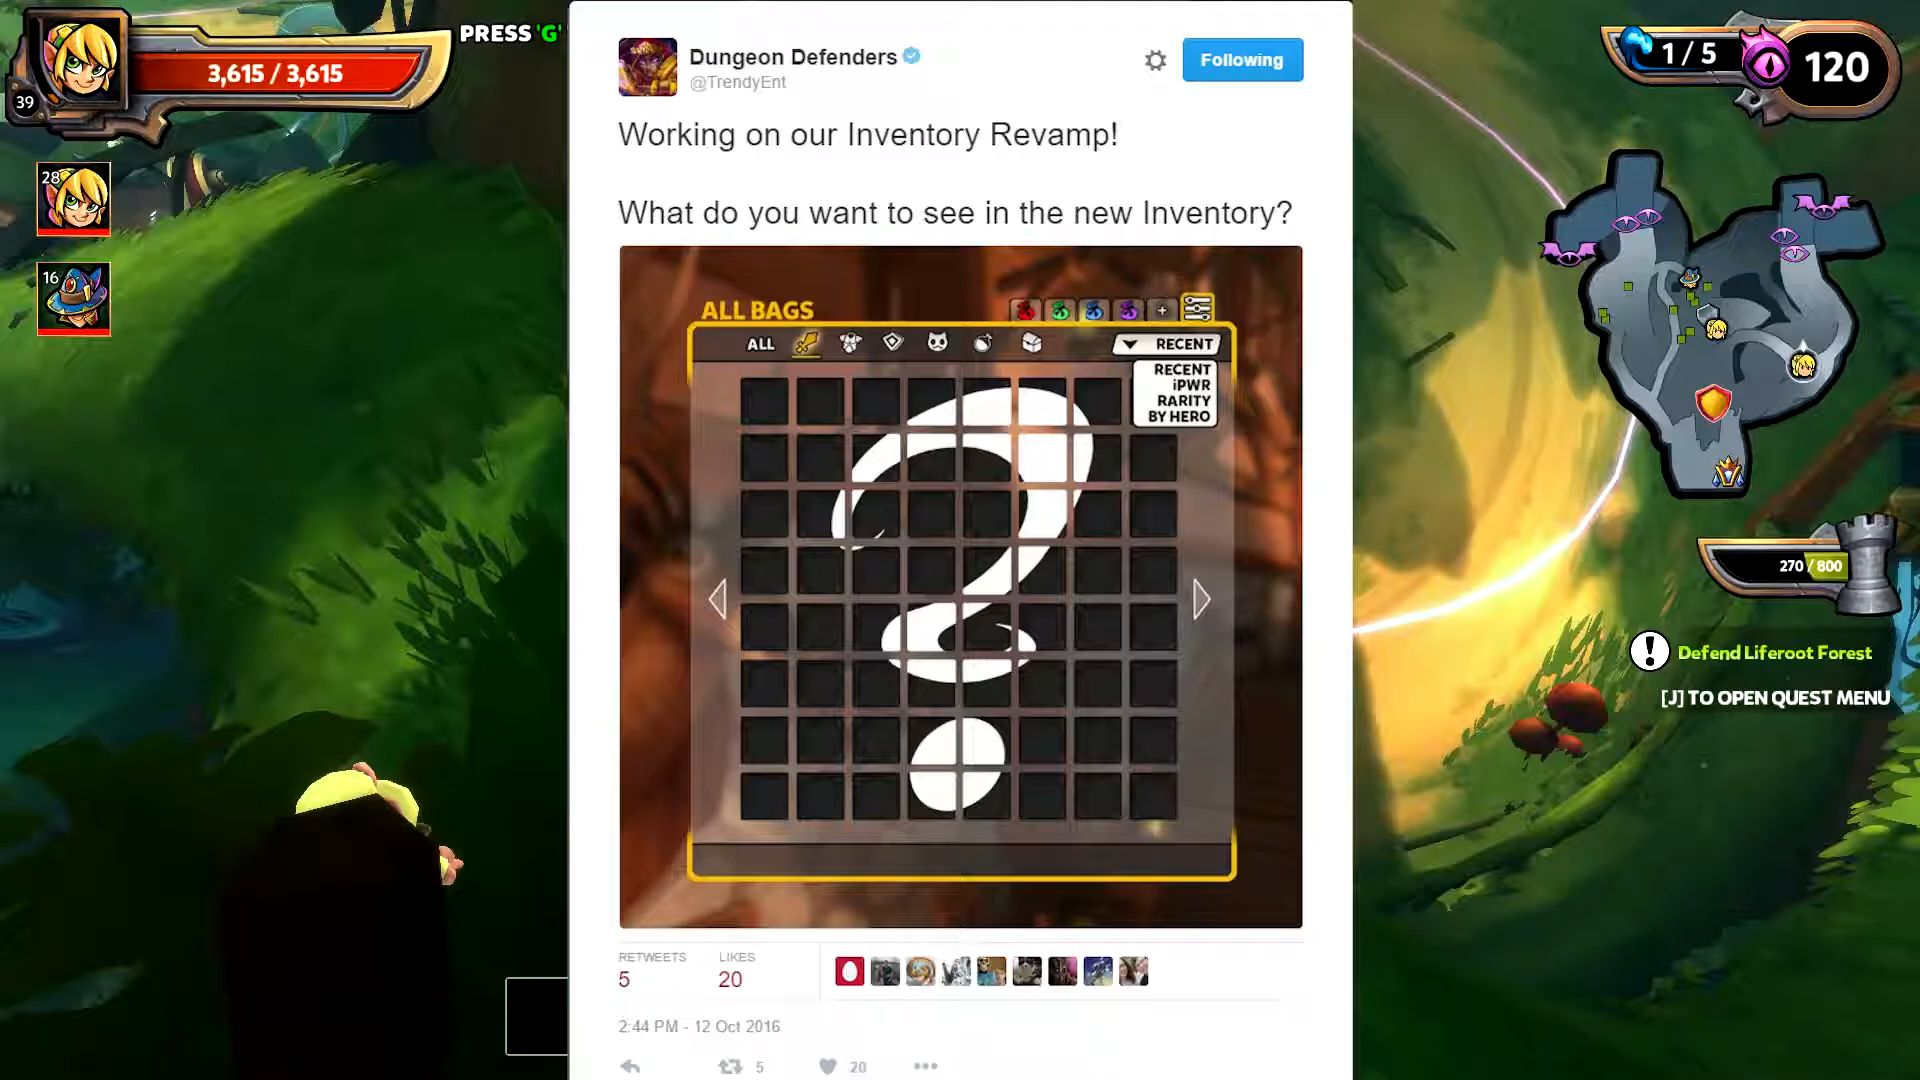 PRESS 'G'
3,615 / 3,615
39
28
16
Dungeon Defenders
@TrendyEnt
Following
Working on our Inventory Revamp!
What do you want to see in the new Inventory?
ALL BAGS
+
ALL
RECENT
RECENT
iPWR
RARITY
BY HERO
RETWEETS
5
LIKES
20
2:44 PM - 12 Oct 2016
5
20
1 / 5
120
270 / 800
Defend Liferoot Forest
[J] TO OPEN QUEST MENU